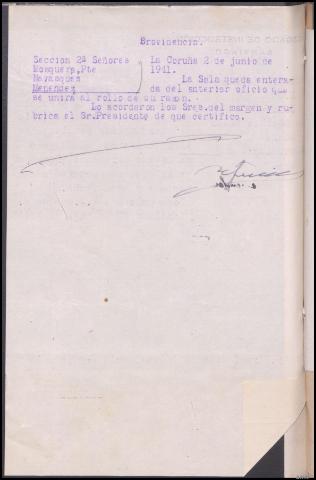 Providencia.
Seccion 2ª Señores
Mosquera, Pte
Navasques
Menendez
La Coruña 2 de junio de
1941.
La Sala queda entera-
da del anterior oficio que
se unirá al rollo de su razon.
Lo acordaron los Sres. del margen y ru-
brica el Sr. Presidente de que certifico.